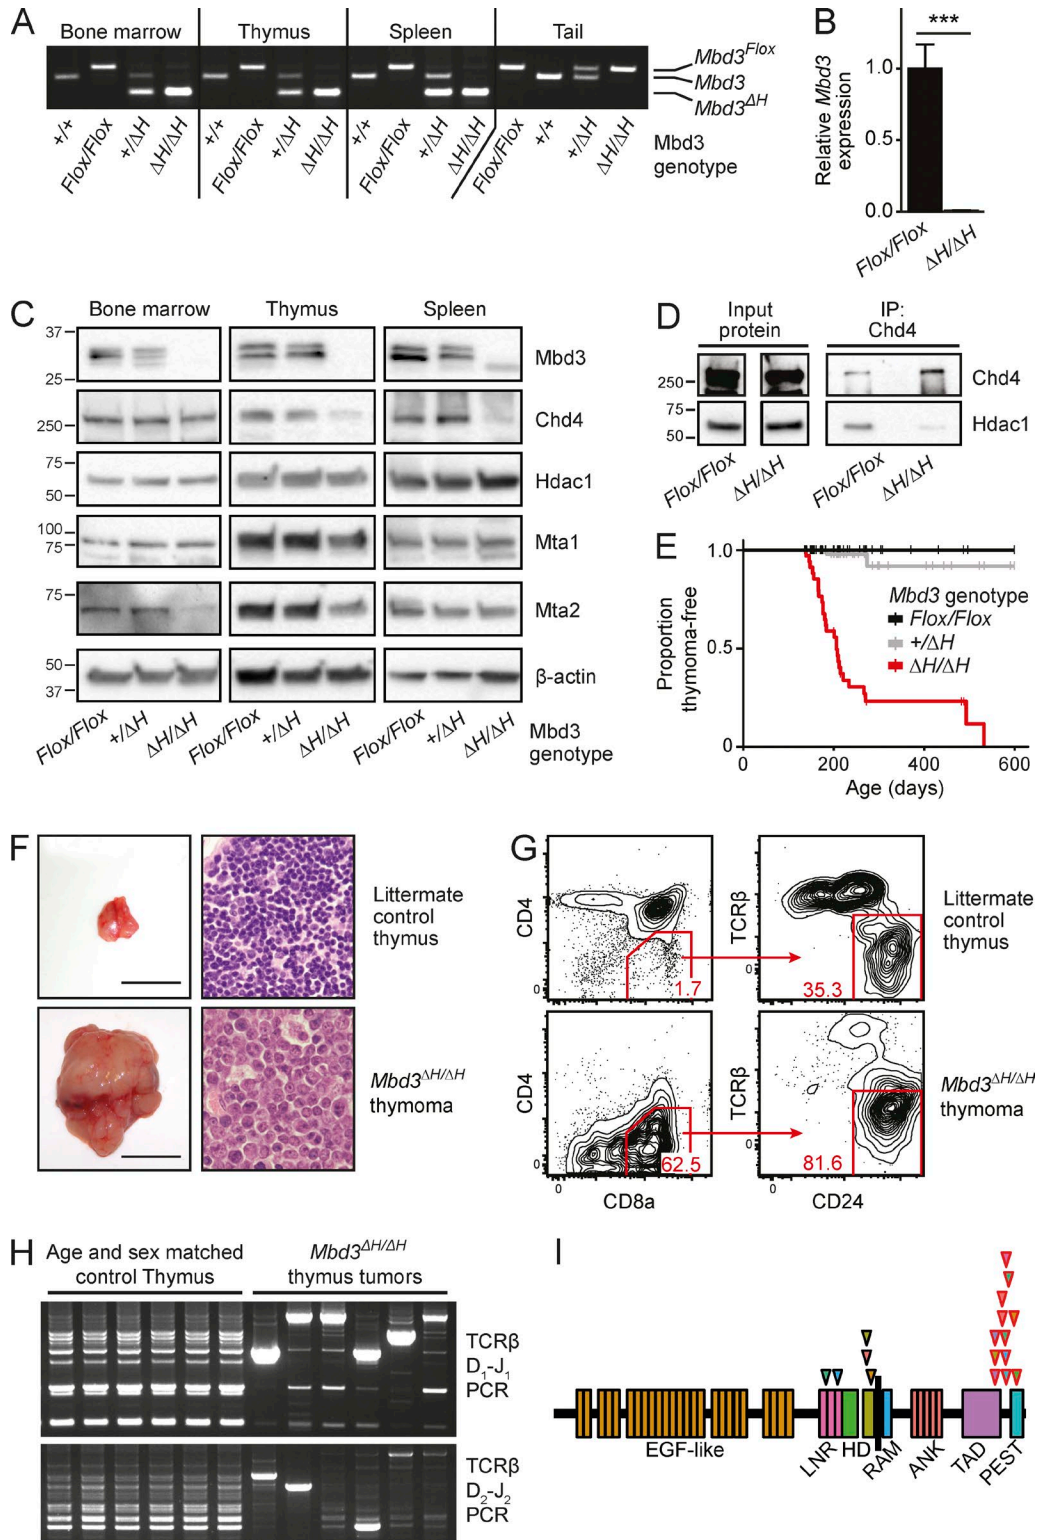 A
Bone marrow
Thymus
Spleen
Tail
Mbd3Flox
Mbd3
Mbd3ΔH
+/+
Flox/Flox
+/ΔH
ΔH/ΔH
+/+
Flox/Flox
+/ΔH
ΔH/ΔH
+/+
Flox/Flox
+/ΔH
ΔH/ΔH
Flox/Flox
+/+
+/ΔH
ΔH/ΔH
Mbd3
genotype
B
***
Relative Mbd3
expression
1.0
0.5
0.0
Flox/Flox
ΔH/ΔH
C
Bone marrow
Thymus
Spleen
37
25
Mbd3
250
Chd4
75
50
Hdac1
100
75
Mta1
75
Mta2
50
37
β-actin
Flox/Flox
+/ΔH
ΔH/ΔH
Flox/Flox
+/ΔH
ΔH/ΔH
Flox/Flox
+/ΔH
ΔH/ΔH
Mbd3
genotype
D
Input
protein
IP:
Chd4
250
Chd4
75
50
Hdac1
Flox/Flox
ΔH/ΔH
Flox/Flox
ΔH/ΔH
E
Proportion
thymoma-free
1.0
0.5
0
Mbd3 genotype
Flox/Flox
+/ΔH
ΔH/ΔH
0
200
400
600
Age (days)
F
Littermate
control
thymus
Mbd3ΔH/ΔH
thymoma
G
CD4
0
1.7
TCRβ
0
35.3
Littermate
control
thymus
CD4
0
62.5
0
CD8a
TCRβ
0
81.6
0
CD24
Mbd3ΔH/ΔH
thymoma
H
Age and sex matched
control Thymus
Mbd3ΔH/ΔH
thymus tumors
TCRβ
D1-J1
PCR
TCRβ
D2-J2
PCR
I
EGF-like
LNR
HD
RAM
ANK
TAD
PEST